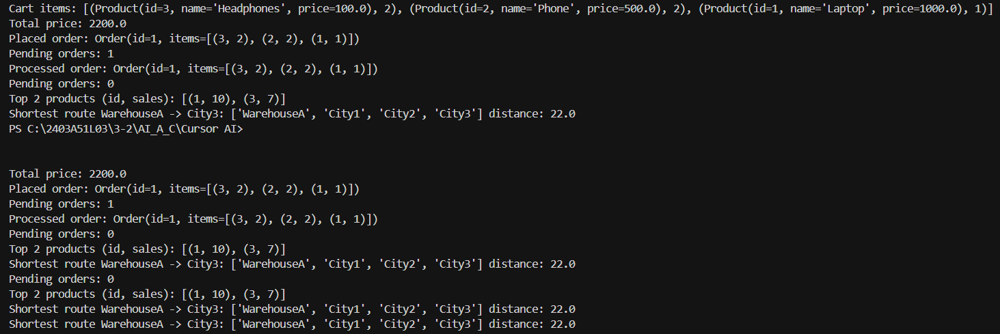 Cart items: [(Product(id=3, name='Headphones', price=100.0), 2), (Product(id=2, name='Phone', price=500.0), 2), (Product(id=1, name='Laptop', price=1000.0), 1)]
Total price: 2200.0
Placed order: Order(id=1, items=[(3, 2), (2, 2), (1, 1)])
Pending orders: 1
Processed order: Order(id=1, items=[(3, 2), (2, 2), (1, 1)])
Pending orders: 0
Top 2 products (id, sales): [(1, 10), (3, 7)]
Shortest route WarehouseA -> City3: ['WarehouseA', 'City1', 'City2', 'City3'] distance: 22.0
PS C:\2403A51L03\3-2\AI_A_C\Cursor AI>
Total price: 2200.0
Placed order: Order(id=1, items=[(3, 2), (2, 2), (1, 1)])
Pending orders: 1
Processed order: Order(id=1, items=[(3, 2), (2, 2), (1, 1)])
Pending orders: 0
Top 2 products (id, sales): [(1, 10), (3, 7)]
Shortest route WarehouseA -> City3: ['WarehouseA', 'City1', 'City2', 'City3'] distance: 22.0
Pending orders: 0
Top 2 products (id, sales): [(1, 10), (3, 7)]
Shortest route WarehouseA -> City3: ['WarehouseA', 'City1', 'City2', 'City3'] distance: 22.0
Shortest route WarehouseA -> City3: ['WarehouseA', 'City1', 'City2', 'City3'] distance: 22.0